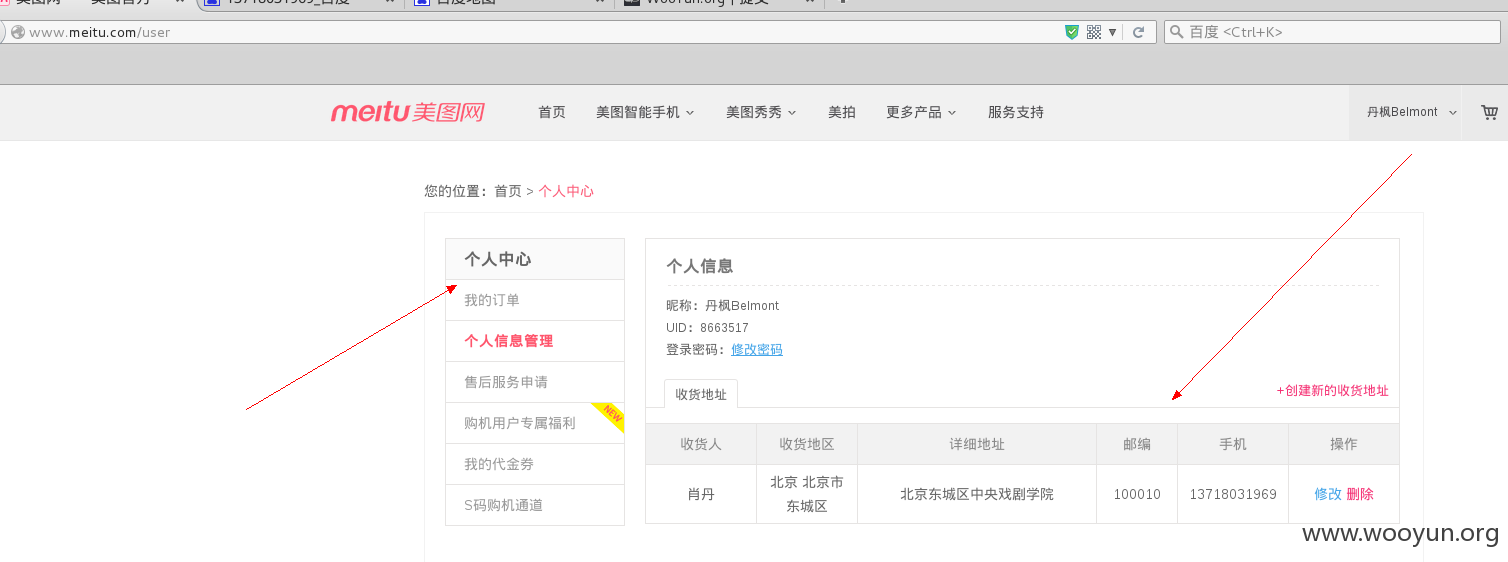 百度地图
WooYun.org | 提交
www.meitu.com/user
百度 <Ctrl+K>
meitu美图网
首页
美图智能手机
美图秀秀
美拍
更多产品
服务支持
丹枫Belmont
您的位置：首页 > 个人中心
个人中心
我的订单
个人信息管理
售后服务申请
购机用户专属福利
NEW
我的代金券
S码购机通道
个人信息
昵称：丹枫Belmont
UID：8663517
登录密码：修改密码
收货地址
+创建新的收货地址
收货人 收货地区 详细地址 邮编 手机 操作
肖丹 北京 北京市 东城区 北京东城区中央戏剧学院 100010 13718031969 修改 删除
www.wooyun.org